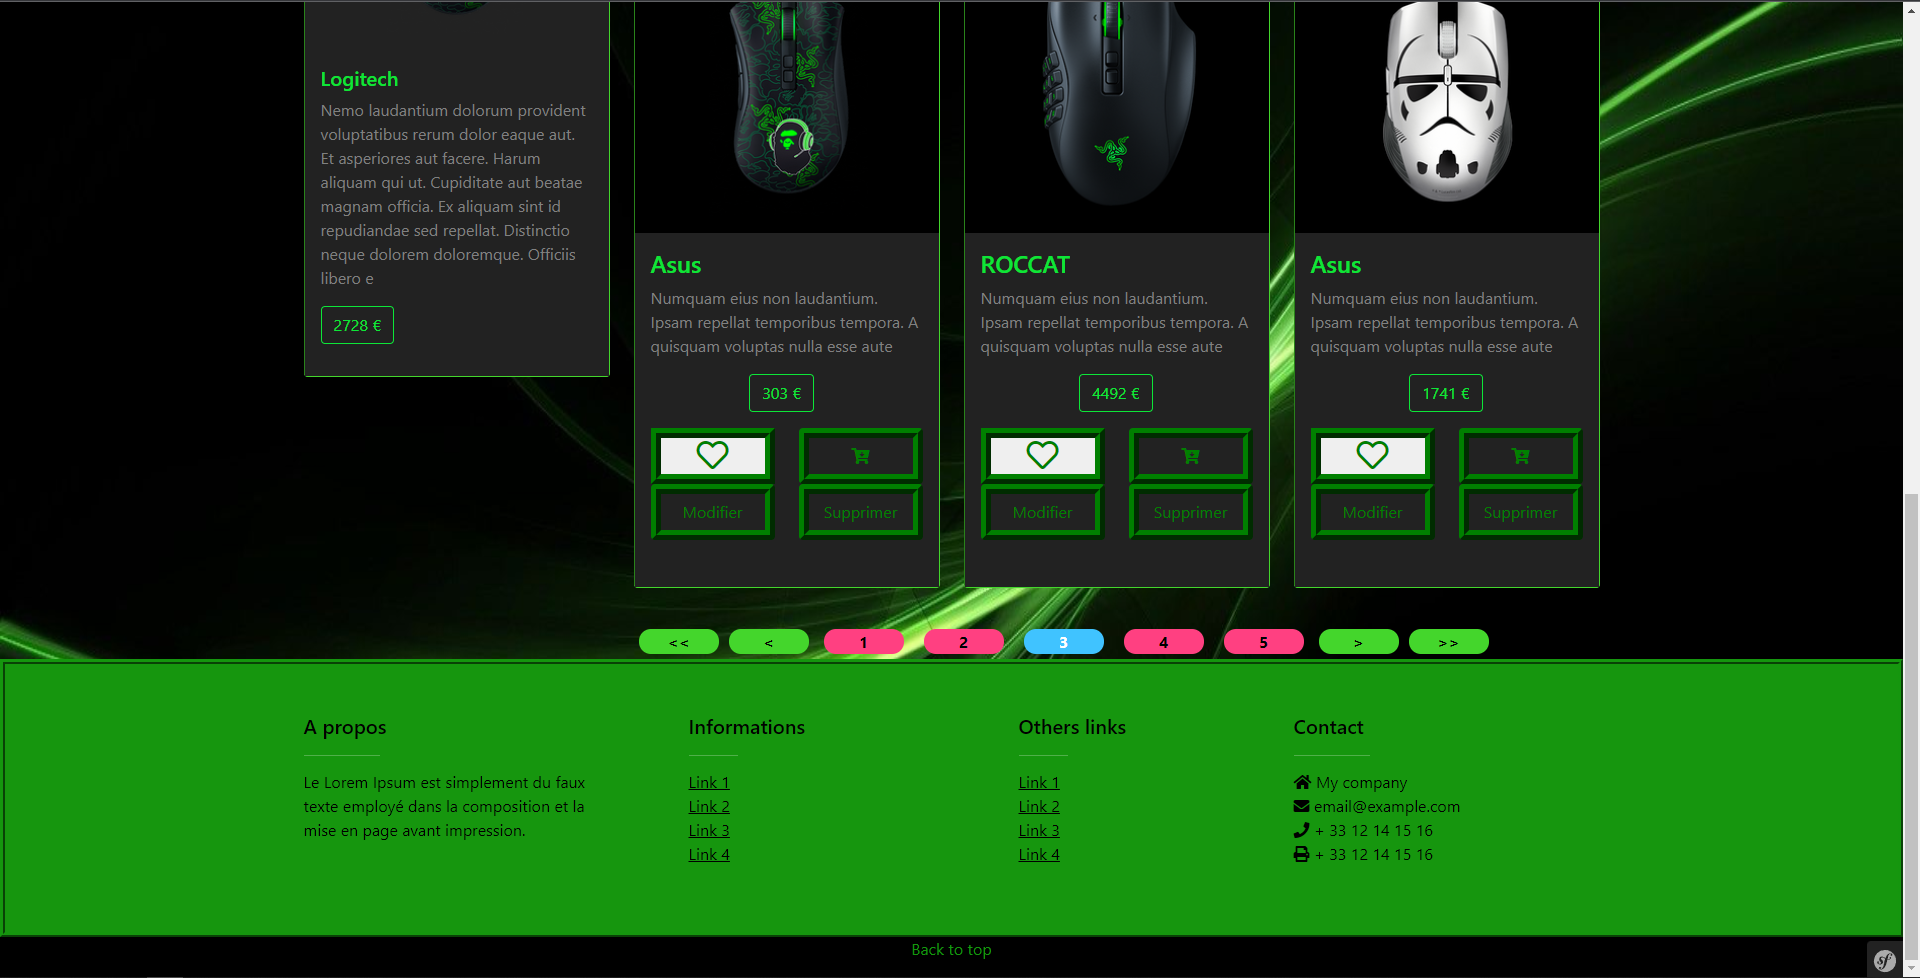 Logitech
Nemo laudantium dolorum provident
voluptatibus rerum dolor eaque aut.
Et asperiores aut facere. Harum
aliquam qui ut. Cupiditate aut beatae
magnam officia. Ex aliquam sint id
repudiandae sed repellat. Distinctio
neque dolorem doloremque. Officiis
libero e
2728 €
Asus
Numquam eius non laudantium.
Ipsam repellat temporibus tempora. A
quisquam voluptas nulla esse aute
303 €
Modifier
Supprimer
ROCCAT
Numquam eius non laudantium.
Ipsam repellat temporibus tempora. A
quisquam voluptas nulla esse aute
4492 €
Modifier
Supprimer
Asus
Numquam eius non laudantium.
Ipsam repellat temporibus tempora. A
quisquam voluptas nulla esse aute
1741 €
Modifier
Supprimer
<< < 1 2 3 4 5 > >>
A propos
Le Lorem Ipsum est simplement du faux
texte employé dans la composition et la
mise en page avant impression.
Informations
Link 1
Link 2
Link 3
Link 4
Others links
Link 1
Link 2
Link 3
Link 4
Contact
My company
email@example.com
+ 33 12 14 15 16
+ 33 12 14 15 16
Back to top
sf